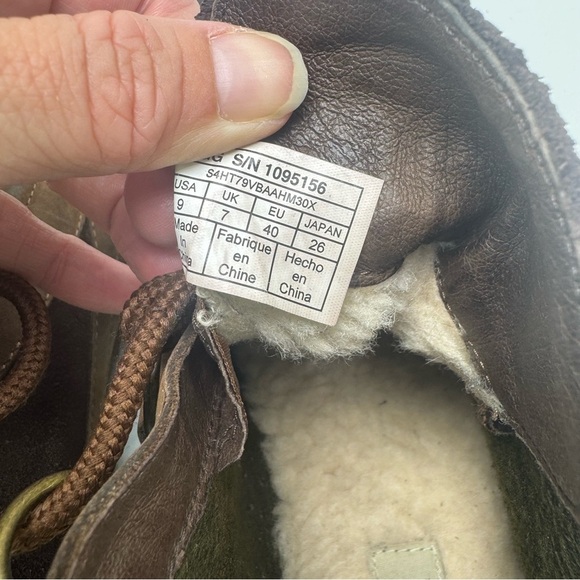 S/N 1095156
S4HT79VBAAHM30X
USA UK EU JAPAN
9 7 40 26
Made in Fabrique en Chine Hecho en China